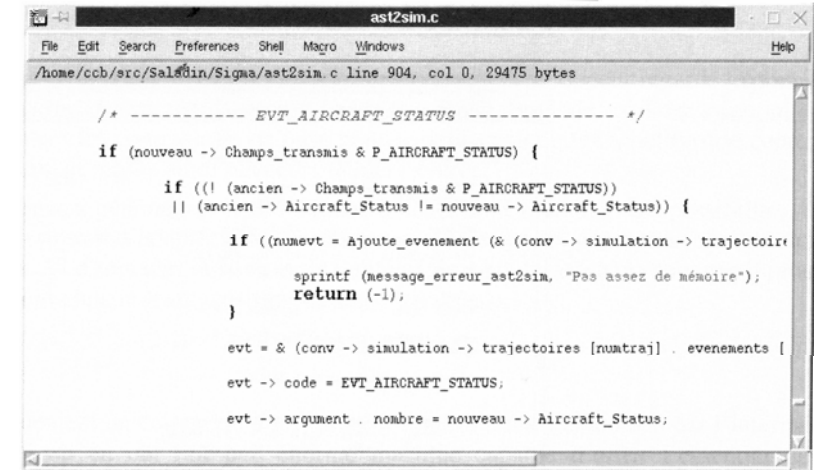 ast2sim.c
File Edit Search Preferences Shell Macro Windows Help
/home/ccb/src/Saladin/Sigma/ast2sim.c line 904, col 0, 29475 bytes
/* ----------- EVT_AIRCRAFT_STATUS -------------- */
if (nouveau -> Champs_transmis & P_AIRCRAFT_STATUS) {
if ((! (ancien -> Champs_transmis & P_AIRCRAFT_STATUS))
|| (ancien -> Aircraft_Status != nouveau -> Aircraft_Status)) {
if ((numevt = Ajoute_evenement (& (conv -> simulation -> trajectoire
sprintf (message_erreur_ast2sim, "Pas assez de mémoire");
return (-1);
}
evt = & (conv -> simulation -> trajectoires [numtraj] . evenements [
evt -> code = EVT_AIRCRAFT_STATUS;
evt -> argument . nombre = nouveau -> Aircraft_Status;